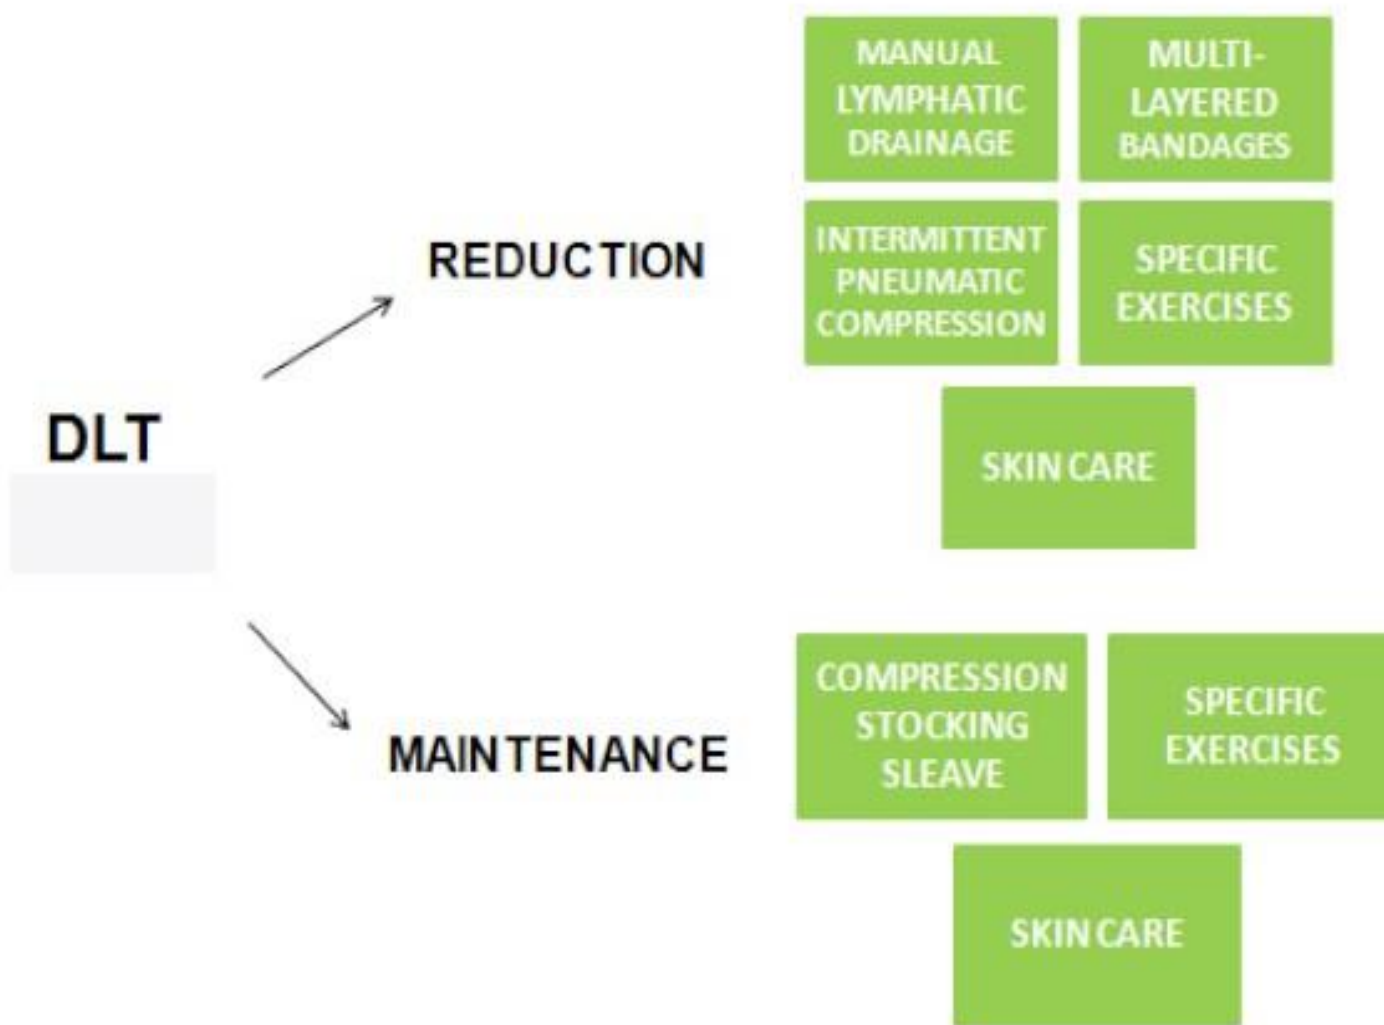 DLT
REDUCTION
MANUAL
LYMPHATIC
DRAINAGE
MULTI-
LAYERED
BANDAGES
INTERMITTENT
PNEUMATIC
COMPRESSION
SPECIFIC
EXERCISES
SKIN CARE
MAINTENANCE
COMPRESSION
STOCKING
SLEAVE
SPECIFIC
EXERCISES
SKIN CARE